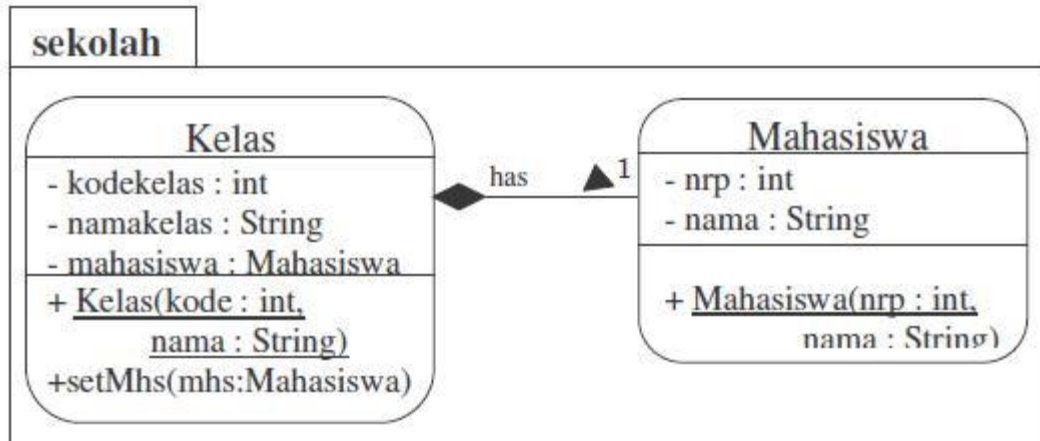 sekolah
Kelas
- kodekelas : int
- namakelas : String
- mahasiswa : Mahasiswa
+ Kelas(kode : int,
nama : String)
+setMhs(mhs:Mahasiswa)
has
1
Mahasiswa
- nrp : int
- nama : String
+ Mahasiswa(nrp : int,
nama : String)